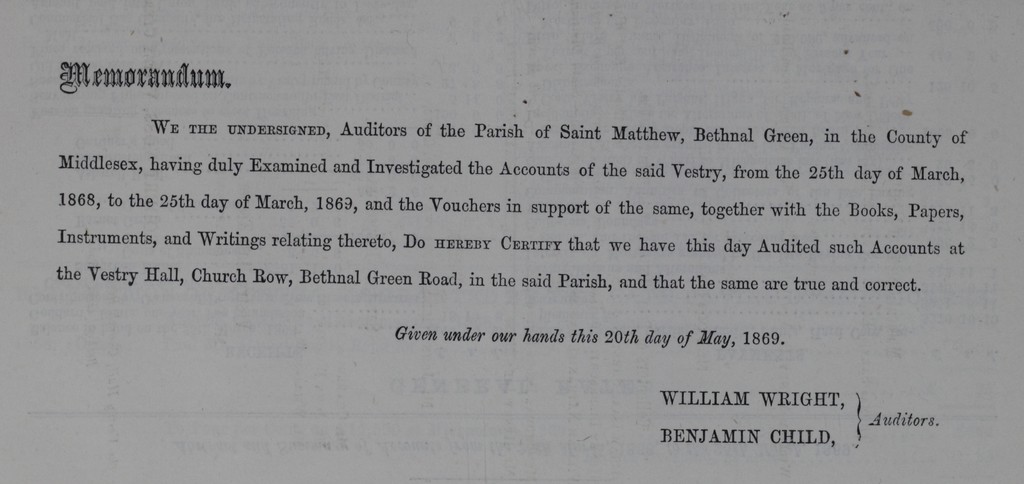 Memorandum.
WE THE UNDERSIGNED, Auditors of the Parish of Saint Matthew, Bethnal Green, in the County of
Middlesex, having duly Examined and Investigated the Accounts of the said Vestry, from the 25th day of March,
1868, to the 25th day of March, 1869, and the Vouchers in support of the same, together with the Books, Papers,
Instruments, and Writings relating thereto, Do HEREBY CERTIFY that we have this day Audited such Accounts at
the Vestry Hall, Church Row, Bethnal Green Road, in the said Parish, and that the same are true and correct.
Given under our hands this 20th day of May, 1869.
WILLIAM WRIGHT,
BENJAMIN CHILD,
Auditors.